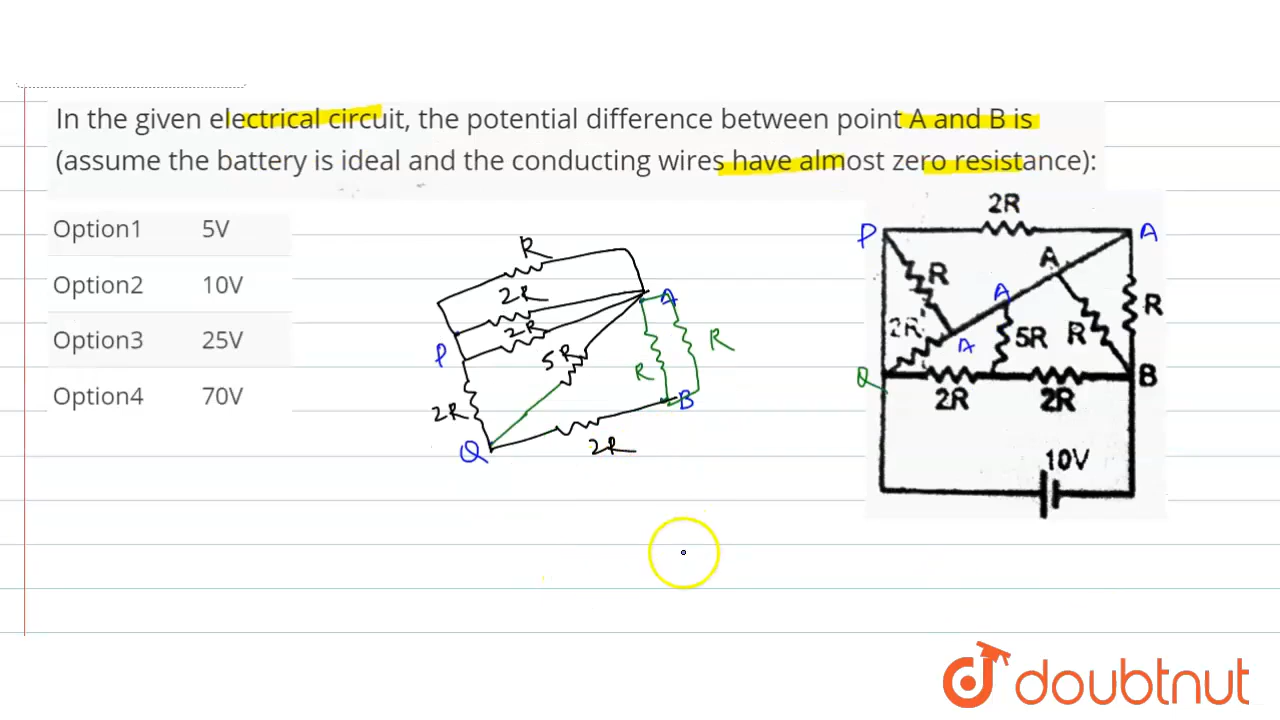 In the given electrical circuit, the potential difference between point A and B is
(assume the battery is ideal and the conducting wires have almost zero resistance):
Option1 5V
Option2 10V
Option3 25V
Option4 70V
R
2R
2R
5R
A
P
R
R
2R
B
Q
2R
2R
P
A
R
A
A
R
2R
A
5R
R
Q
B
2R
2R
10V
doubtnut